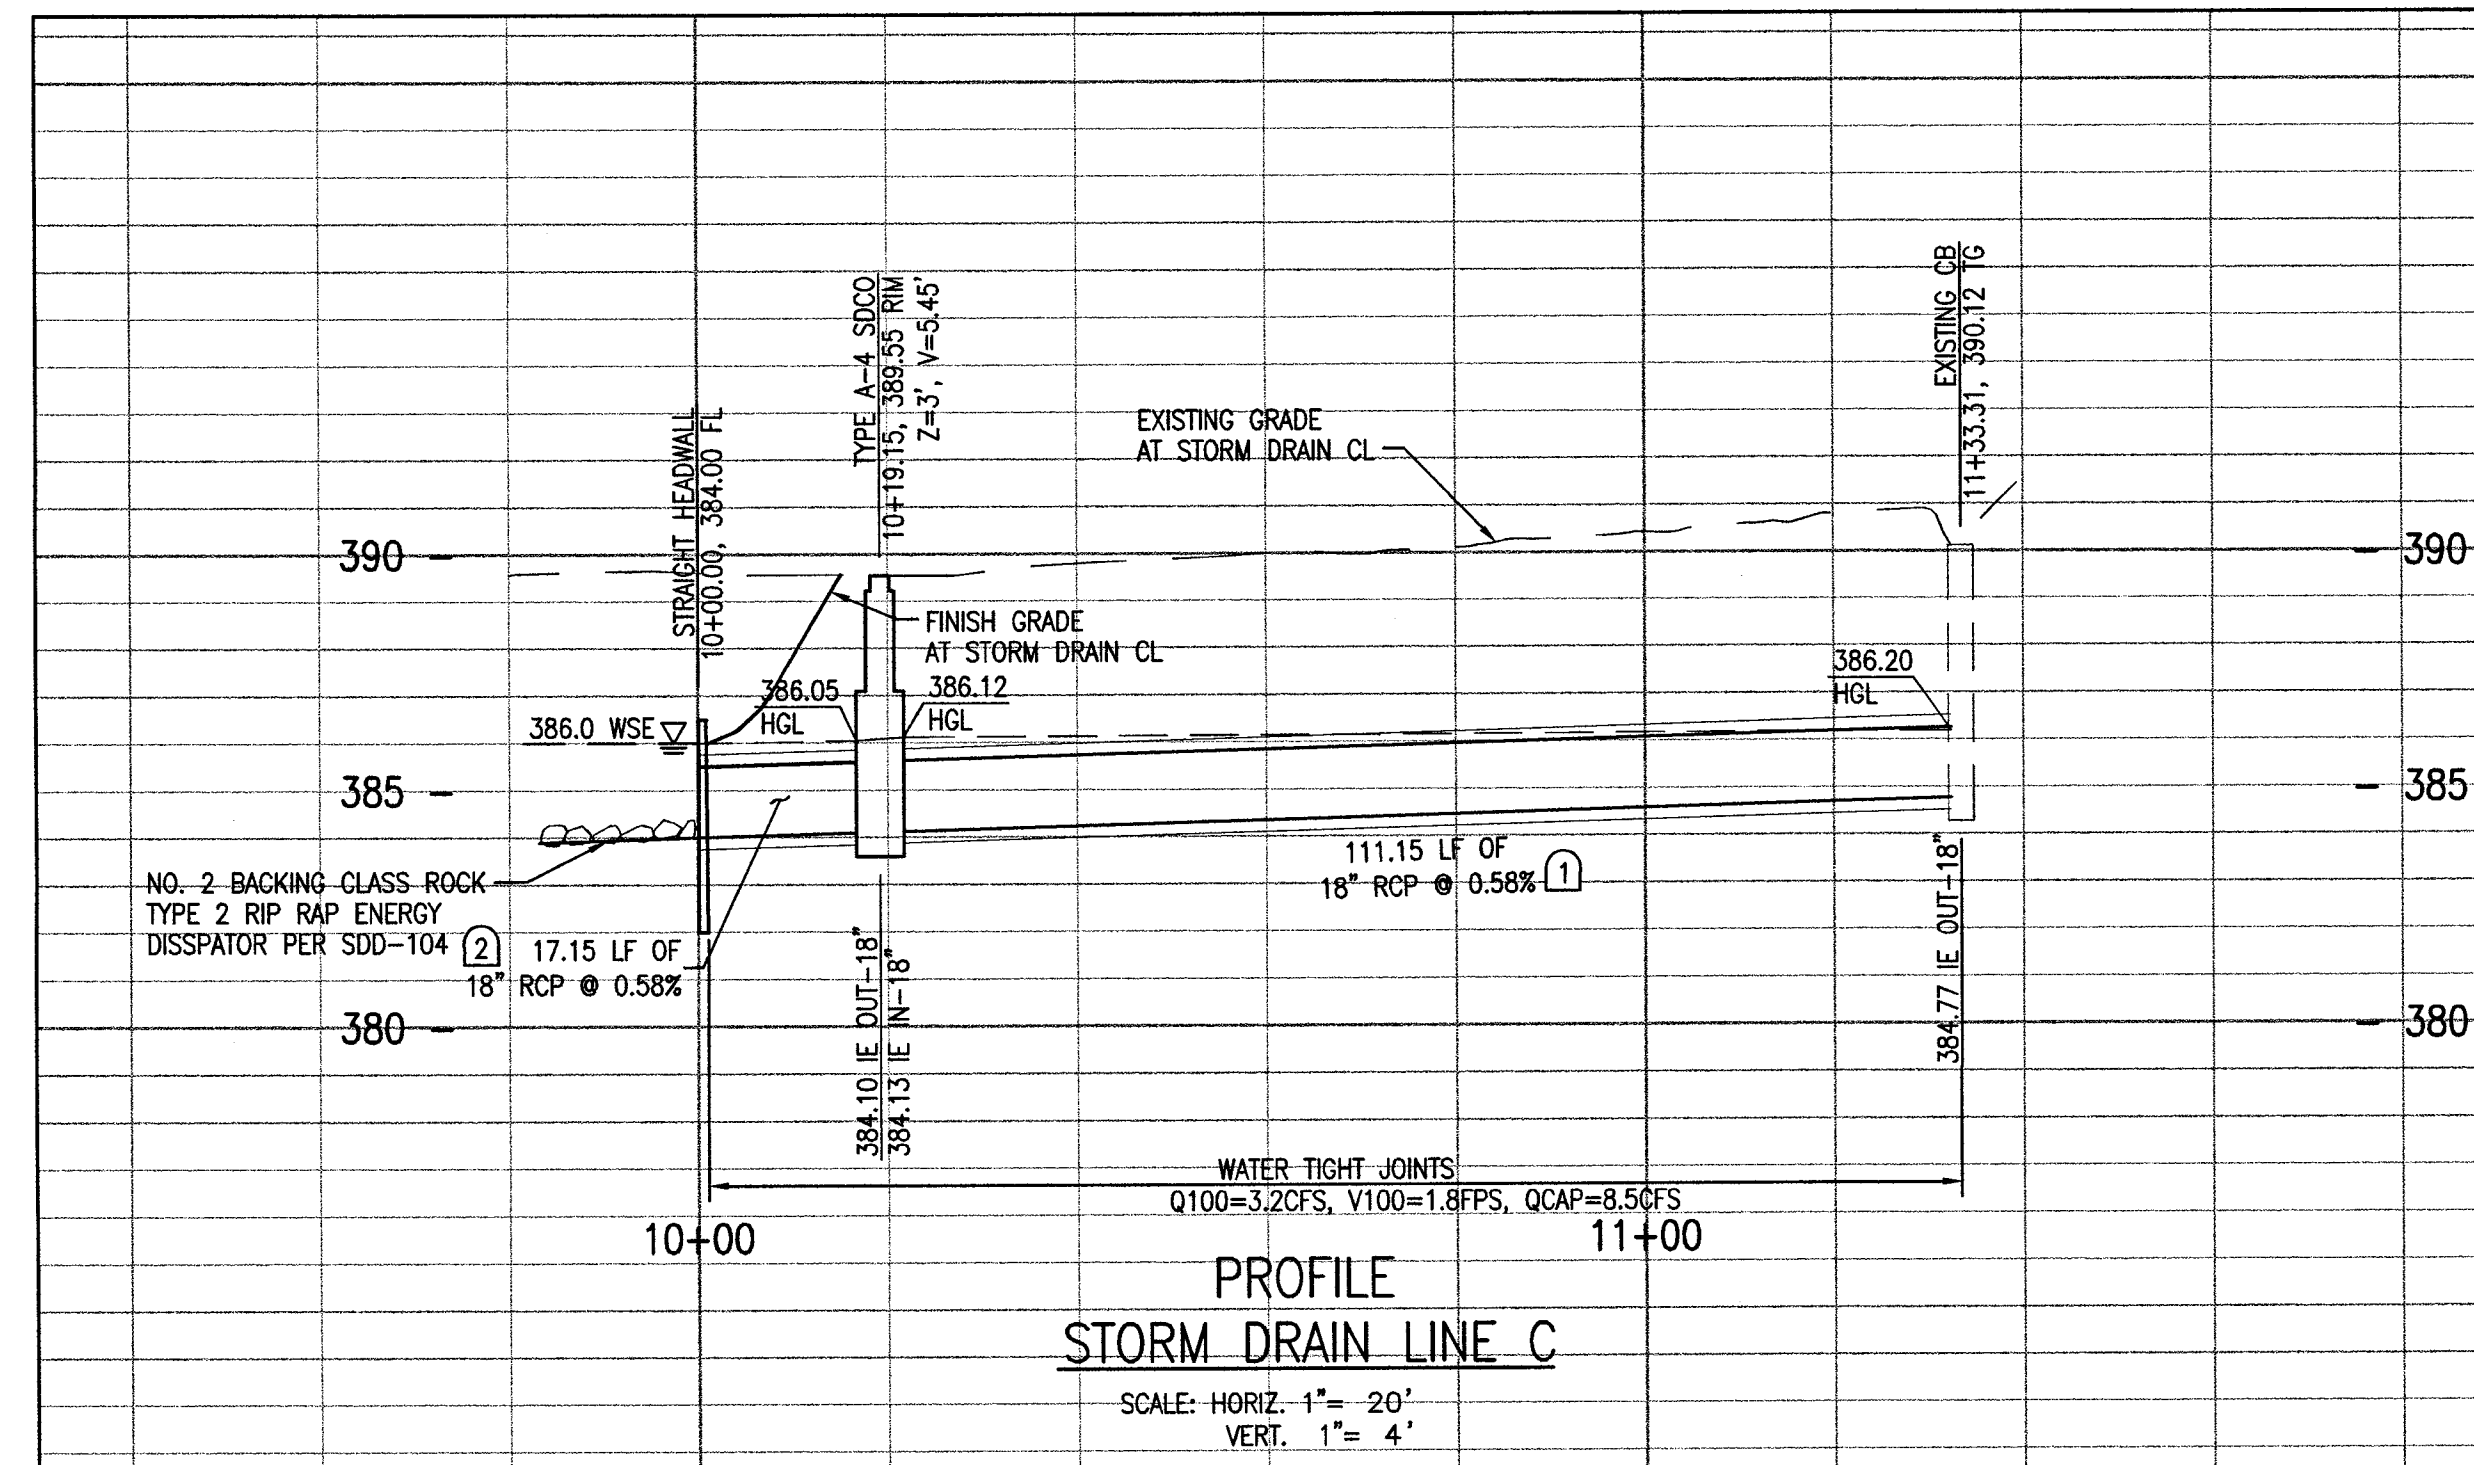 EXISTING CB
11+33.31, 390.12 TG
TYPE A-4 SDCO
10+19.15, 389.55 RIM
Z=3', V=5.45'
STRAIGHT HEADWALL
10+00.00, 384.00 FL
EXISTING GRADE
AT STORM DRAIN CL
390
390
FINISH GRADE
AT STORM DRAIN CL
386.05
HGL
386.12
HGL
386.20
HGL
386.0 WSE
385
385
NO. 2 BACKING CLASS ROCK
TYPE 2 RIP RAP ENERGY
DISSPATOR PER SDD-104 2
17.15 LF OF
18" RCP @ 0.58%
111.15 LF OF
18" RCP @ 0.58% 1
384.10 IE OUT-18"
384.13 IE IN-18"
384.77 IE OUT-18"
380
380
WATER TIGHT JOINTS
Q100=3.2CFS, V100=1.8FPS, QCAP=8.5CFS
10+00
11+00
PROFILE
STORM DRAIN LINE C
SCALE: HORIZ. 1"= 20'
VERT. 1"= 4'